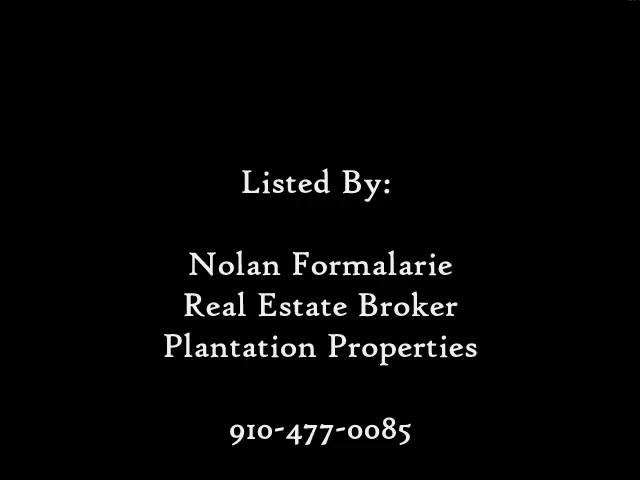 Listed By:
Nolan Formalarie
Real Estate Broker
Plantation Properties
910-477-0085